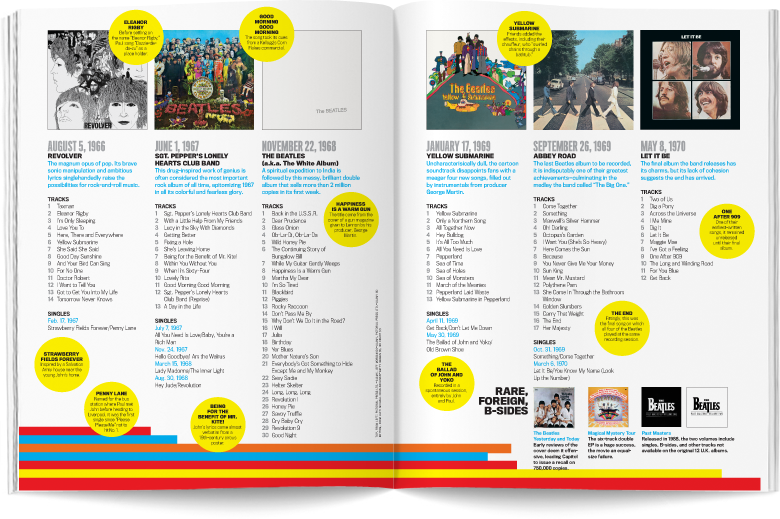 ELEANOR
RIGBY
Before settling on
the name "Eleanor Rigby,"
Paul sang "Dazzie-der-
da-zu" as a
place holder.
GOOD
MORNING
GOOD
MORNING
The song took its cues
from a Kellogg's Corn
Flakes commercial.
REVOLVER
BEATLES
The BEATLES
AUGUST 5, 1966
REVOLVER
The magnum opus of pop. Its brave
sonic manipulation and ambitious
lyrics singlehandedly raises the
possibilities for rock-and-roll music.
TRACKS
1 Taxman
2 Eleanor Rigby
3 I'm Only Sleeping
4 Love You To
5 Here, There and Everywhere
6 Yellow Submarine
7 She Said She Said
8 Good Day Sunshine
9 And Your Bird Can Sing
10 For No One
11 Doctor Robert
12 I Want to Tell You
13 Got to Get You into My Life
14 Tomorrow Never Knows
SINGLES
Feb. 17, 1967
Strawberry Fields Forever/Penny Lane
STRAWBERRY
FIELDS FOREVER
Inspired by a Salvation
Army house near the
young John's home.
PENNY LANE
Named for the bus
station where Paul met
John before heading to
Liverpool, it was the first
single since "Please
Please Me" not to
hit No. 1.
JUNE 1, 1967
SGT. PEPPER'S LONELY
HEARTS CLUB BAND
This drug-inspired work of genius is
often considered the most important
rock album of all time, epitomizing 1967
in all its colorful and fearless glory.
TRACKS
1 Sgt. Pepper's Lonely Hearts Club Band
2 With a Little Help From My Friends
3 Lucy in the Sky With Diamonds
4 Getting Better
5 Fixing a Hole
6 She's Leaving Home
7 Being for the Benefit of Mr. Kite!
8 Within You Without You
9 When I'm Sixty Four
10 Lovely Rita
11 Good Morning Good Morning
12 Sgt. Pepper's Lonely Hearts
Club Band (Reprise)
13 A Day in the Life
SINGLES
July 7, 1967
All You Need Is Love/Baby, You're a
Rich Man
Nov. 24, 1967
Hello Goodbye/I Am the Walrus
March 15, 1968
Lady Madonna/The Inner Light
Aug. 30, 1968
Hey Jude/Revolution
BEING
FOR THE
BENEFIT OF MR.
KITE!
John's lyrics come almost
verbatim from a
19th-century circus
poster.
NOVEMBER 22, 1968
THE BEATLES
(a.k.a. The White Album)
A spiritual expedition to India is
followed by this messy, brilliant double
album that sells more than 2 million
copies in its first week.
HAPPINESS
IS A WARM GUN
The title came from the
cover of a gun magazine
given to Lennon by his
producer, George
Martin.
TRACKS
1 Back in the U.S.S.R.
2 Dear Prudence
3 Glass Onion
4 Ob-La-Di, Ob-La-Da
5 Wild Honey Pie
6 The Continuing Story of
Bungalow Bill
7 While My Guitar Gently Weeps
8 Happiness Is a Warm Gun
9 Martha My Dear
10 I'm So Tired
11 Blackbird
12 Piggies
13 Rocky Raccoon
14 Don't Pass Me By
15 Why Don't We Do It in the Road?
16 I Will
17 Julia
18 Birthday
19 Yer Blues
20 Mother Nature's Son
21 Everybody's Got Something to Hide
Except Me and My Monkey
22 Sexy Sadie
23 Helter Skelter
24 Long, Long, Long
25 Revolution 1
26 Honey Pie
27 Savoy Truffle
28 Cry Baby Cry
29 Revolution 9
30 Good Night
YELLOW
SUBMARINE
Friends added the
effects, including their
chauffeur, who "swirled
chains through a
bathtub."
The Beatles
Yellow Submarine
LET IT BE
JANUARY 17, 1969
YELLOW SUBMARINE
Uncharacteristically dull, the cartoon
soundtrack disappoints fans with a
meager four new songs, filled out
by instrumentals from producer
George Martin.
TRACKS
1 Yellow Submarine
2 Only a Northern Song
3 All Together Now
4 Hey Bulldog
5 It's All Too Much
6 All You Need Is Love
7 Pepperland
8 Sea of Time
9 Sea of Holes
10 Sea of Monsters
11 March of the Meanies
12 Pepperland Laid Waste
13 Yellow Submarine in Pepperland
SINGLES
April 11, 1969
Get Back/Don't Let Me Down
May 30, 1969
The Ballad of John and Yoko/
Old Brown Shoe
THE
BALLAD
OF JOHN AND
YOKO
Recorded in a
spontaneous session,
entirely by John
and Paul.
SEPTEMBER 26, 1969
ABBEY ROAD
The last Beatles album to be recorded,
it is indisputably one of their greatest
achievements—culminating in the
medley the band called "The Big One."
TRACKS
1 Come Together
2 Something
3 Maxwell's Silver Hammer
4 Oh! Darling
5 Octopus's Garden
6 I Want You (She's So Heavy)
7 Here Comes the Sun
8 Because
9 You Never Give Me Your Money
10 Sun King
11 Mean Mr. Mustard
12 Polythene Pam
13 She Came in Through the Bathroom
Window
14 Golden Slumbers
15 Carry That Weight
16 The End
17 Her Majesty
SINGLES
Oct. 31, 1969
Something/Come Together
March 6, 1970
Let It Be/You Know My Name (Look
Up the Number)
THE END
Fittingly, this was
the final song on which
all four of the Beatles
played at the same
recording session.
MAY 8, 1970
LET IT BE
The final album the band releases has
its charms, but its lack of cohesion
suggests the end has arrived.
TRACKS
1 Two of Us
2 Dig a Pony
3 Across the Universe
4 I Me Mine
5 Dig It
6 Let It Be
7 Maggie Mae
8 I've Got a Feeling
9 One After 909
10 The Long and Winding Road
11 For You Blue
12 Get Back
ONE
AFTER 909
One of their
earliest-written
songs, it remained
unreleased
until their final
album.
RARE,
FOREIGN,
B-SIDES
BEATLES
BEATLES
The Beatles
Yesterday and Today
Early reviews of the
cover deem it offen-
sive, leading Capitol
to issue a recall on
750,000 copies.
Magical Mystery Tour
The six-track double
EP is a huge success,
the movie an equal-
size failure.
Past Masters
Released in 1988, the two volumes include
singles, B-sides, and other tracks not
available on the original 12 U.K. albums.